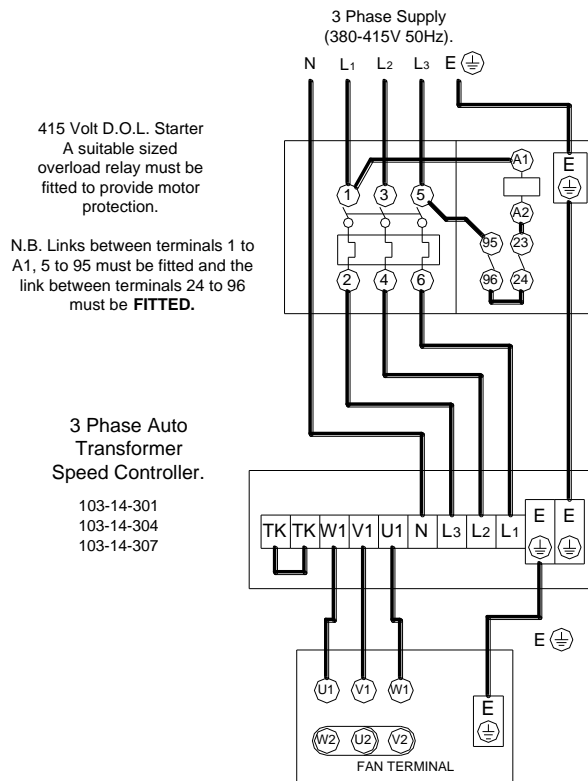 3 Phase Supply
(380-415V 50Hz).
N L1 L2 L3 E
415 Volt D.O.L. Starter
A suitable sized
overload relay must be
fitted to provide motor
protection.
N.B. Links between terminals 1 to
A1, 5 to 95 must be fitted and the
link between terminals 24 to 96
must be FITTED.
A1 E
1 3 5
A2
95 23
2 4 6 96 24
3 Phase Auto
Transformer
Speed Controller.
103-14-301
103-14-304
103-14-307
TK TK W1 V1 U1 N L3 L2 L1 E E
E
U1 V1 W1
E
W2 U2 V2
FAN TERMINAL